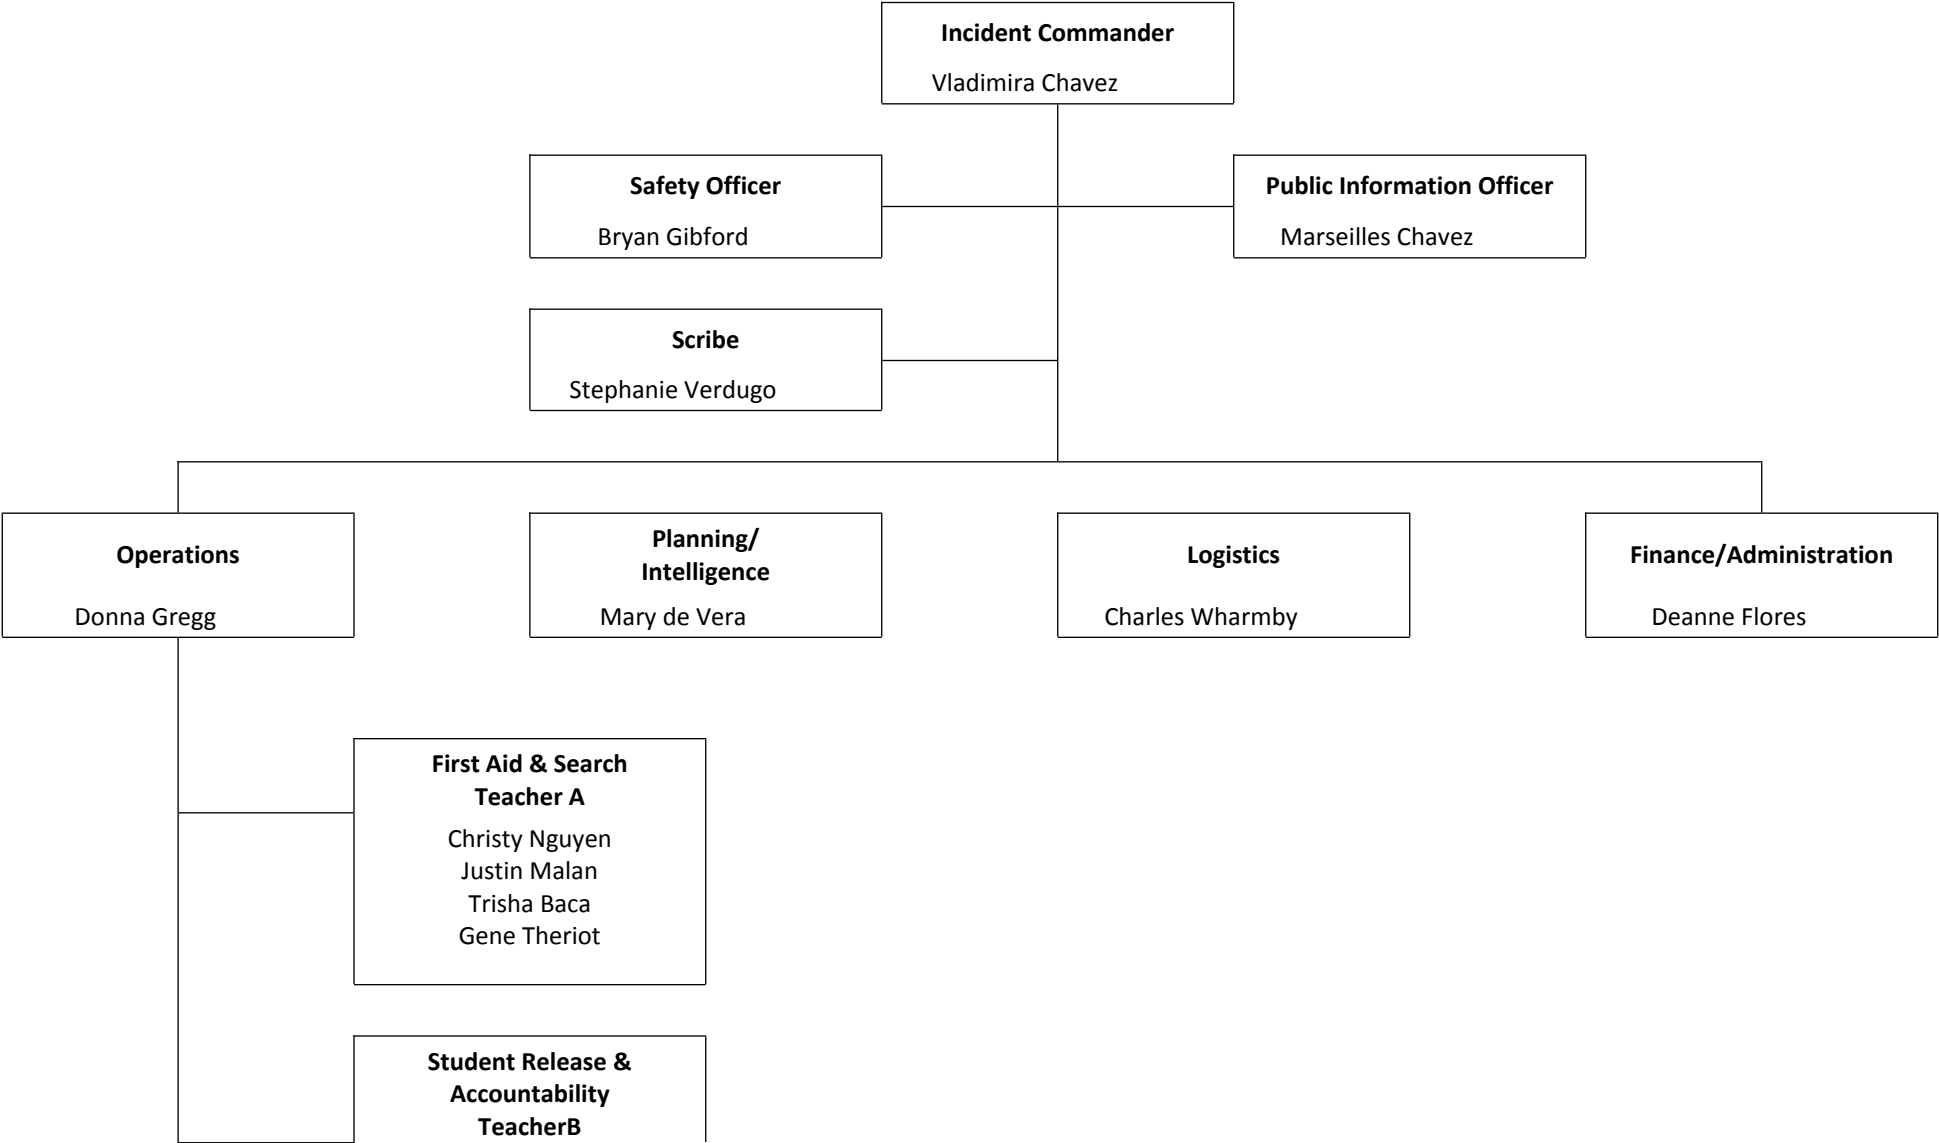 Incident Commander
Vladimira Chavez
Safety Officer
Bryan Gibford
Public Information Officer
Marseilles Chavez
Scribe
Stephanie Verdugo
Operations
Donna Gregg
Planning/
Intelligence
Mary de Vera
Logistics
Charles Wharmby
Finance/Administration
Deanne Flores
First Aid & Search
Teacher A
Christy Nguyen
Justin Malan
Trisha Baca
Gene Theriot
Student Release &
Accountability
TeacherB